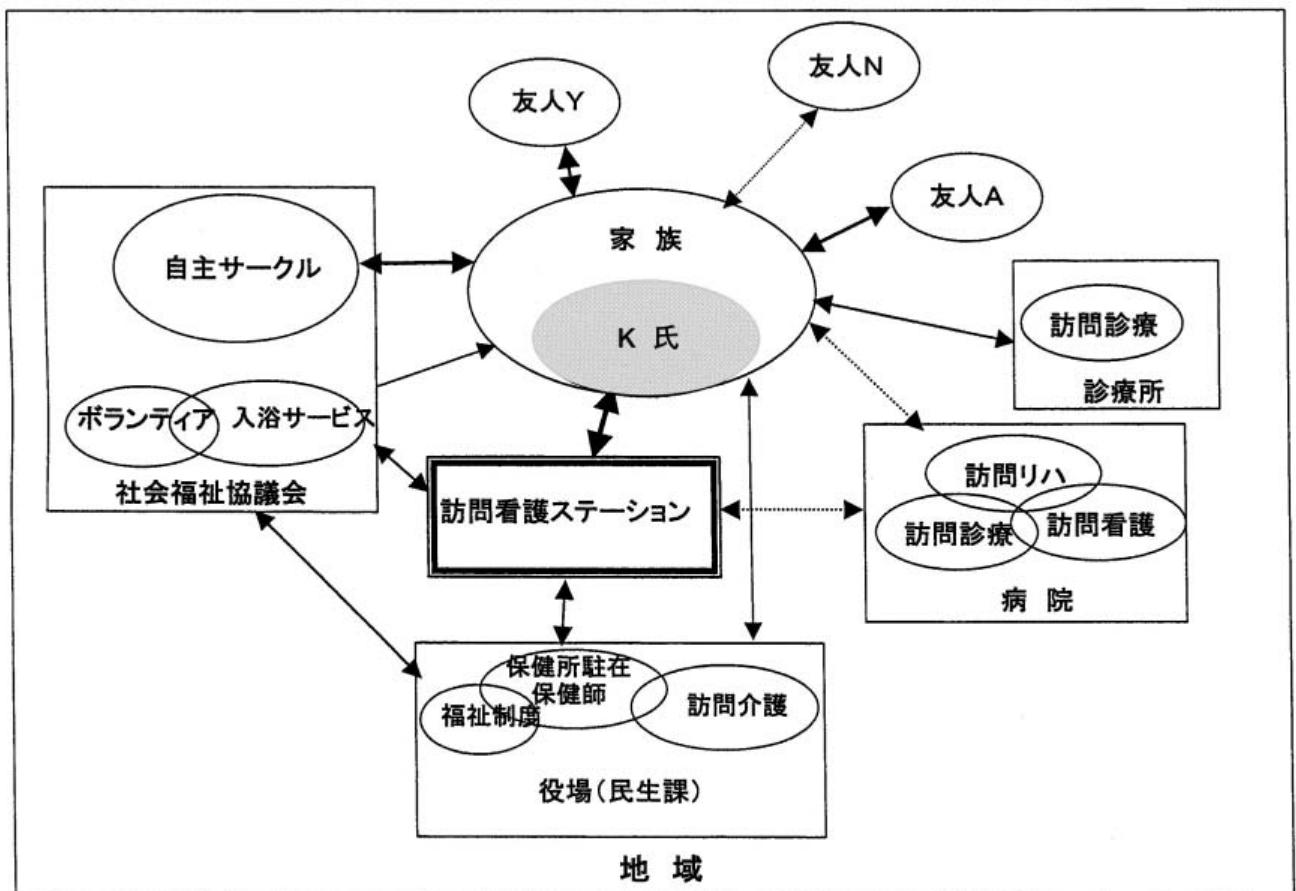 友人N
友人Y
友人A
家 族
自主サークル
K 氏
訪問診療
診療所
ボランティア
入浴サービス
社会福祉協議会
訪問看護ステーション
訪問リハ
訪問診療
訪問看護
病 院
保健所駐在
保健師
福祉制度
訪問介護
役場(民生課)
地 域